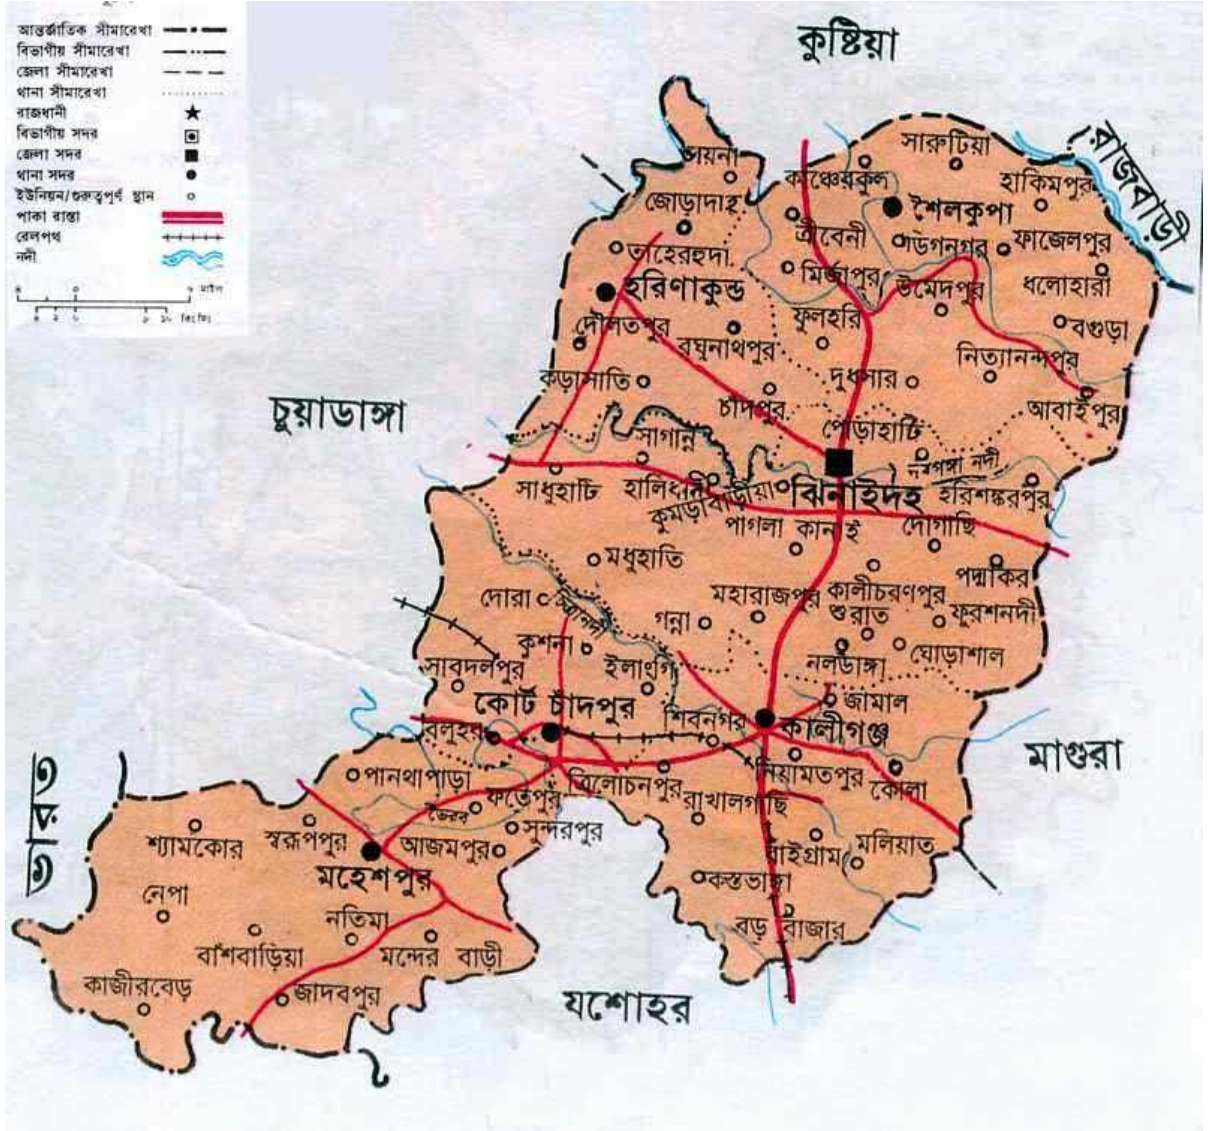 আন্তর্জাতিক সীমারেখা
বিভাগীয় সীমারেখা
জেলা সীমারেখা
থানা সীমারেখা
রাজধানী
বিভাগীয় সদর
জেলা সদর
থানা সদর
ইউনিয়ন/গুরুত্বপূর্ণ স্থান
পাকা রাস্তা
রেলপথ
নদী
মাইল
কিঃমিঃ
কুষ্টিয়া
রাজবাড়ী
সারুটিয়া
কাঁচেরকুল
হাকিমপুর
শৈলকুপা
জোড়াদাহ
ত্রীবেনী
ফাজেলপুর
তাহেরহুদা
মির্জাপুর
উমেদপুর
ধলোহারা
হরিণাকুন্ড
দৌলতপুর
ফুলহরি
বগুড়া
রঘুনাথপুর
নিত্যানন্দপুর
দুধসার
চাঁদপুর
আবাইপুর
চুয়াডাঙ্গা
পোড়াহাটি
সাগান্না
নবগঙ্গা নদী
সাধুহাটি
হালিধানী
কুমড়াবাড়ীয়া
ঝিনাইদহ
হরিশঙ্করপুর
পাগলা কানাই
দোগাছি
মধুহাতি
পদ্মাকর
দোরা
মহারাজপুর
কালীচরণপুর
ফুরশনদী
গন্না
শুরাত
কুশনা
ঘোড়াশাল
সাবদলপুর
ইলাংগি
নলডাঙ্গা
জামাল
কোর্ট চাঁদপুর
শিবনগর
কালীগঞ্জ
বলুহর
মাগুরা
পানথাপাড়া
ত্রিলোচনপুর
নিয়ামতপুর
কোলা
ফতেপুর
রাখালগাছি
ভৈরব
সুন্দরপুর
ভারত
শ্যামকোর
স্বরূপপুর
আজমপুর
রাইগ্রাম
মলিয়াত
মহেশপুর
কস্তভাঙ্গা
নেপা
নতিমা
বড় বাজার
বাঁশবাড়িয়া
মন্দের বাড়ী
কাজীরবেড়
জাদবপুর
যশোহর